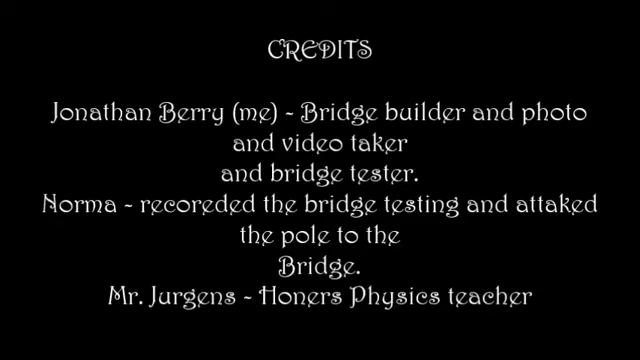 CREDITS
Jonathan Berry (me) - Bridge builder and photo
and video taker
and bridge tester.
Norma - recoreded the bridge testing and attaked
the pole to the
Bridge.
Mr. Jurgens - Honers Physics teacher